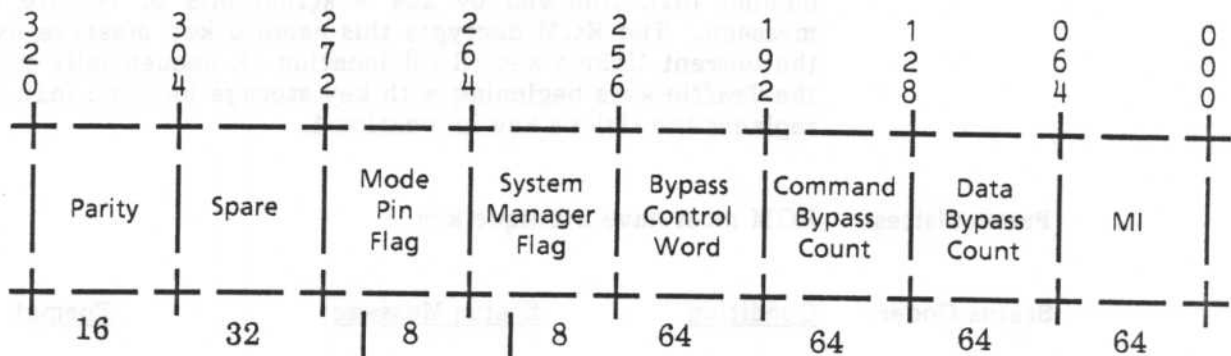 320 304 272 264 256 192 128 064 000
Parity
Spare
Mode
Pin
Flag
System
Manager
Flag
Bypass
Control
Word
Command
Bypass
Count
Data
Bypass
Count
MI
16 32 8 8 64 64 64 64